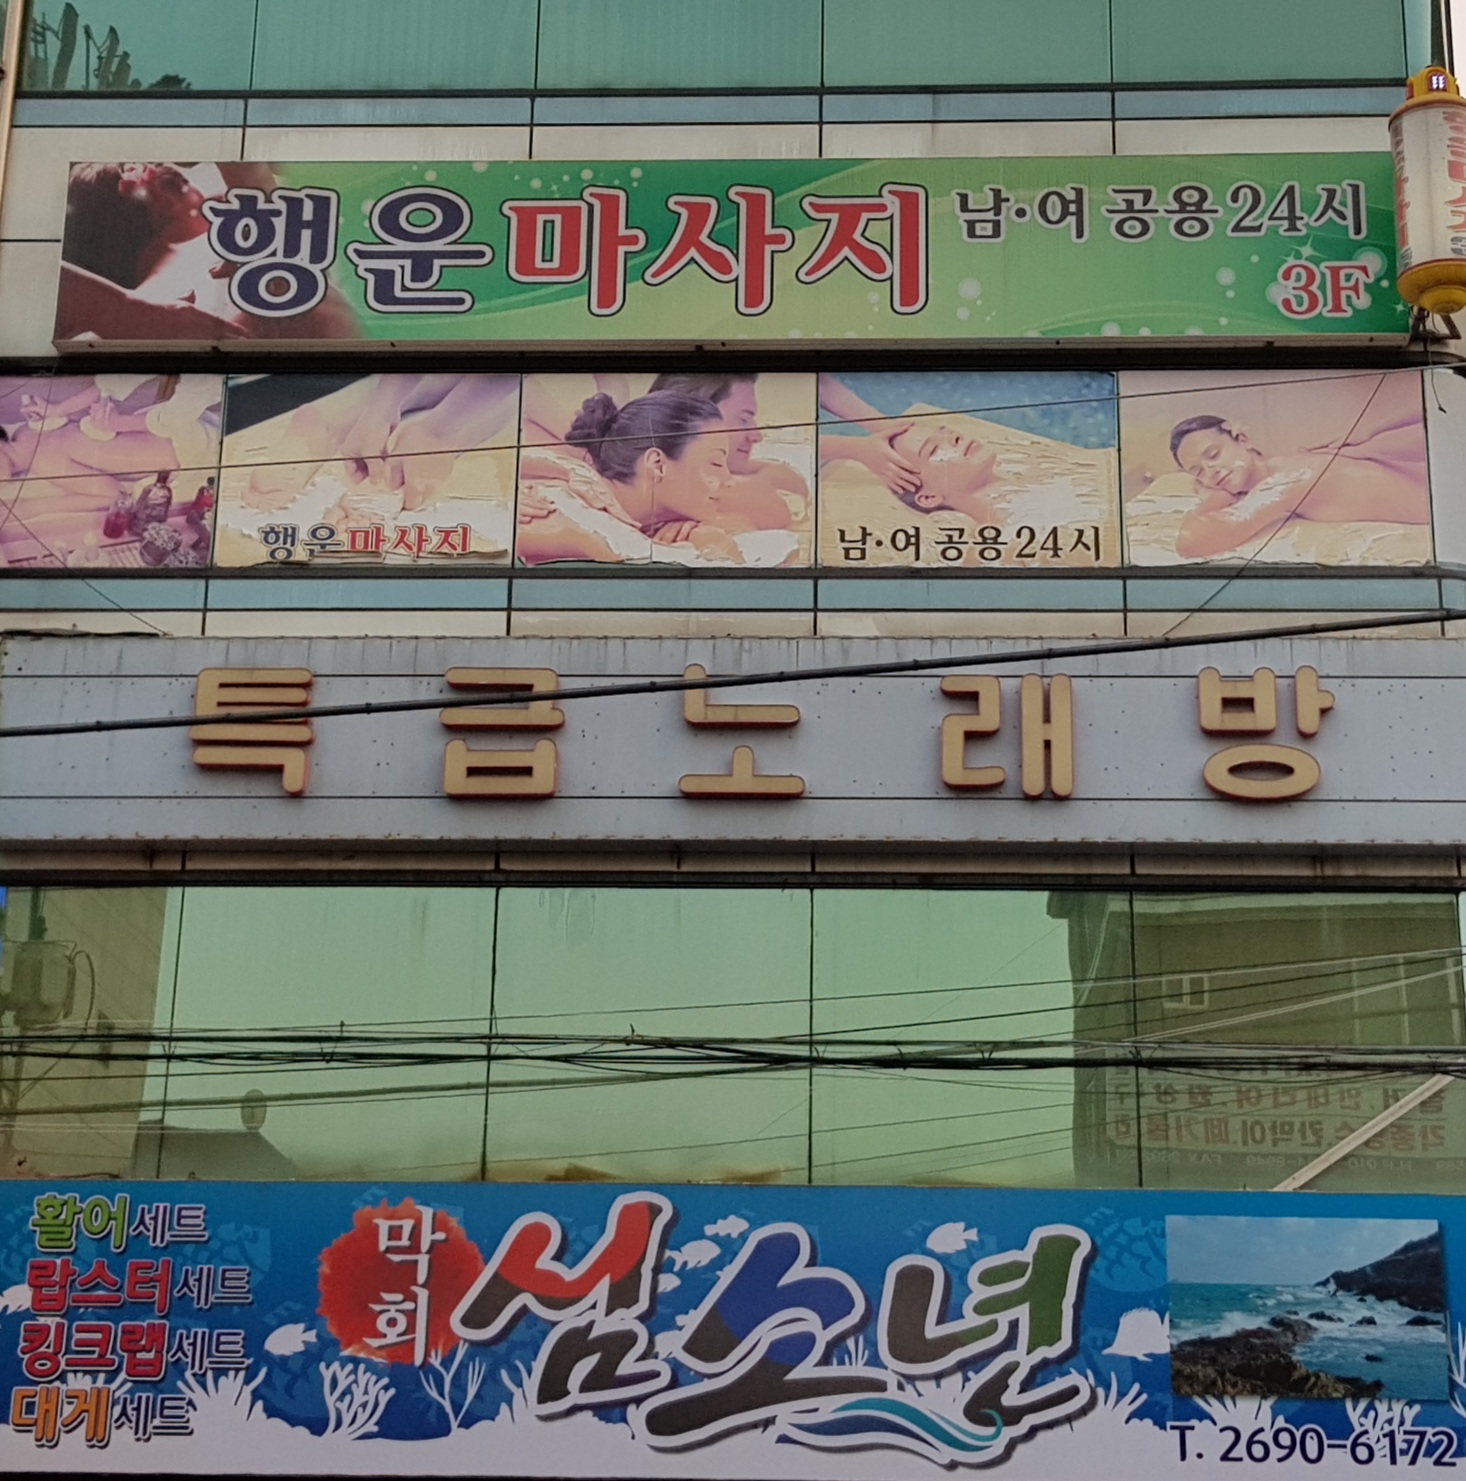 행운마사지 남·여 공용 24시
3F
행운마사지
남·여 공용 24시
특급노래방
활어세트
랍스터세트
킹크랩세트
대게세트
막회
섬소년
T. 2690-6172